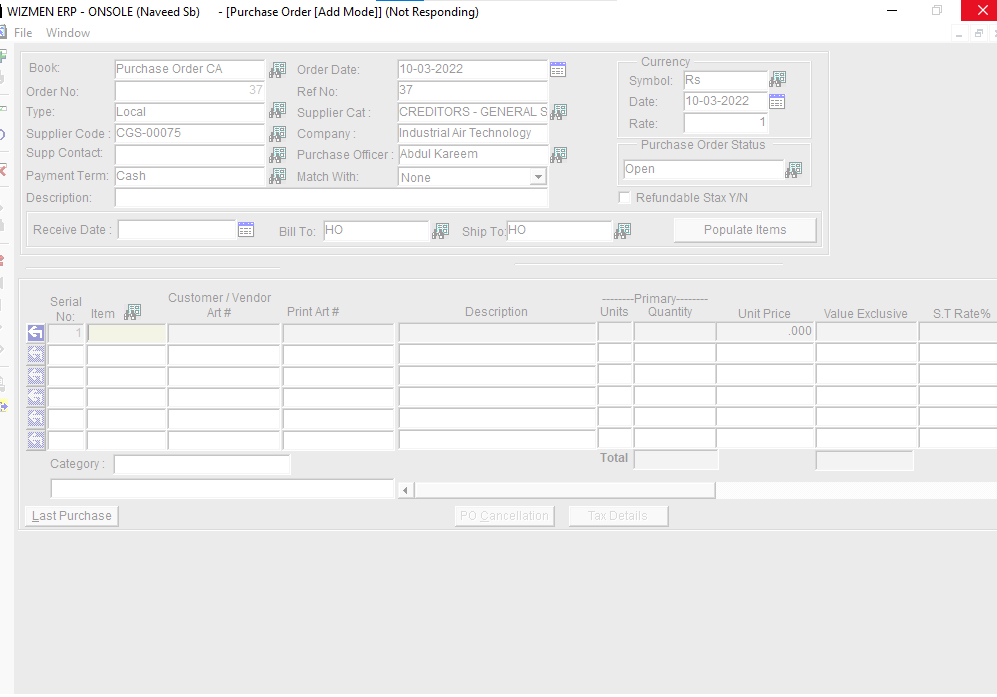 WIZMEN ERP - ONSOLE (Naveed Sb) - [Purchase Order [Add Mode]] (Not Responding)
File Window
Book: Purchase Order CA Order Date: 10-03-2022
Order No: 37 Ref No: 37
Type: Local Supplier Cat : CREDITORS - GENERAL S
Supplier Code : CGS-00075 Company : Industrial Air Technology
Supp Contact: Purchase Officer : Abdul Kareem
Payment Term: Cash Match With: None
Description:
Currency
Symbol: Rs
Date: 10-03-2022
Rate: 1
Purchase Order Status
Open
Refundable Stax Y/N
Receive Date : Bill To: HO Ship To: HO Populate Items
Serial No: Item Customer / Vendor Art # Print Art # Description --------Primary-------- Units Quantity Unit Price Value Exclusive S.T Rate%
1 .000
Total
Category :
Last Purchase PO Cancellation Tax Details